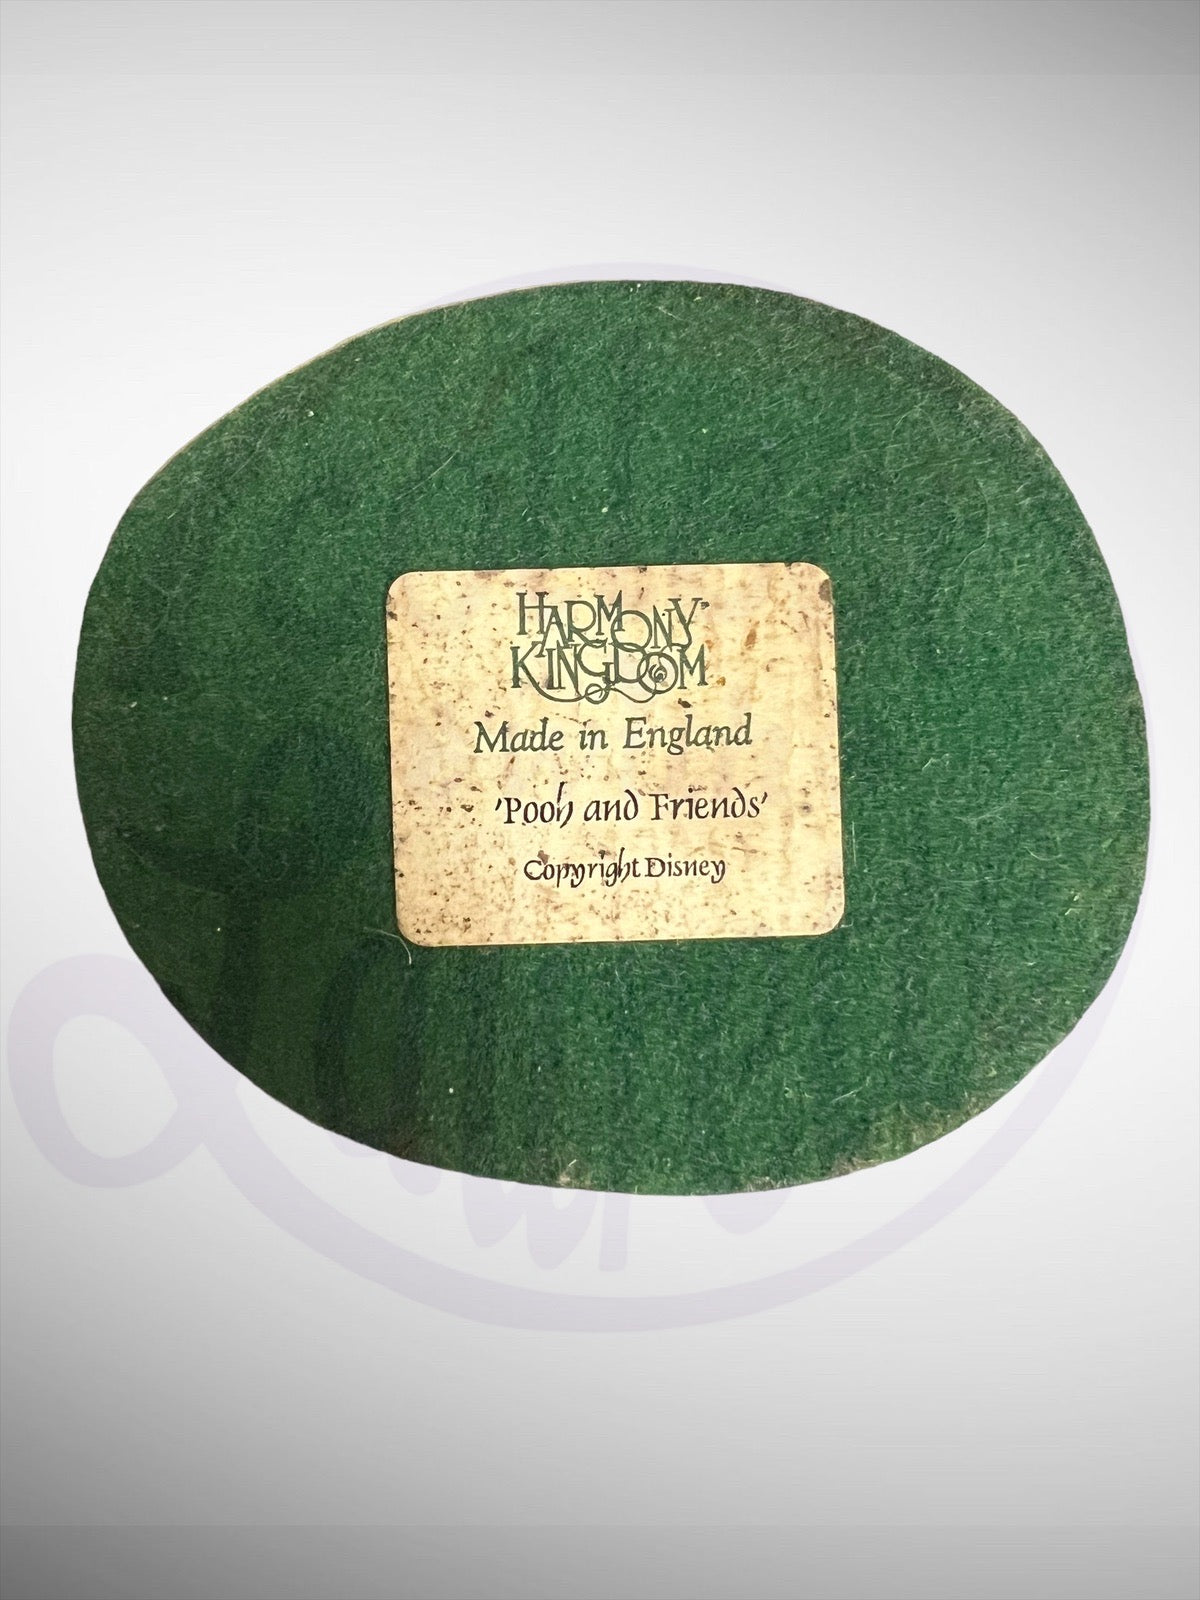 HARMONY
KINGDOM
Made in England
'Pooh and Friends'
Copyright Disney